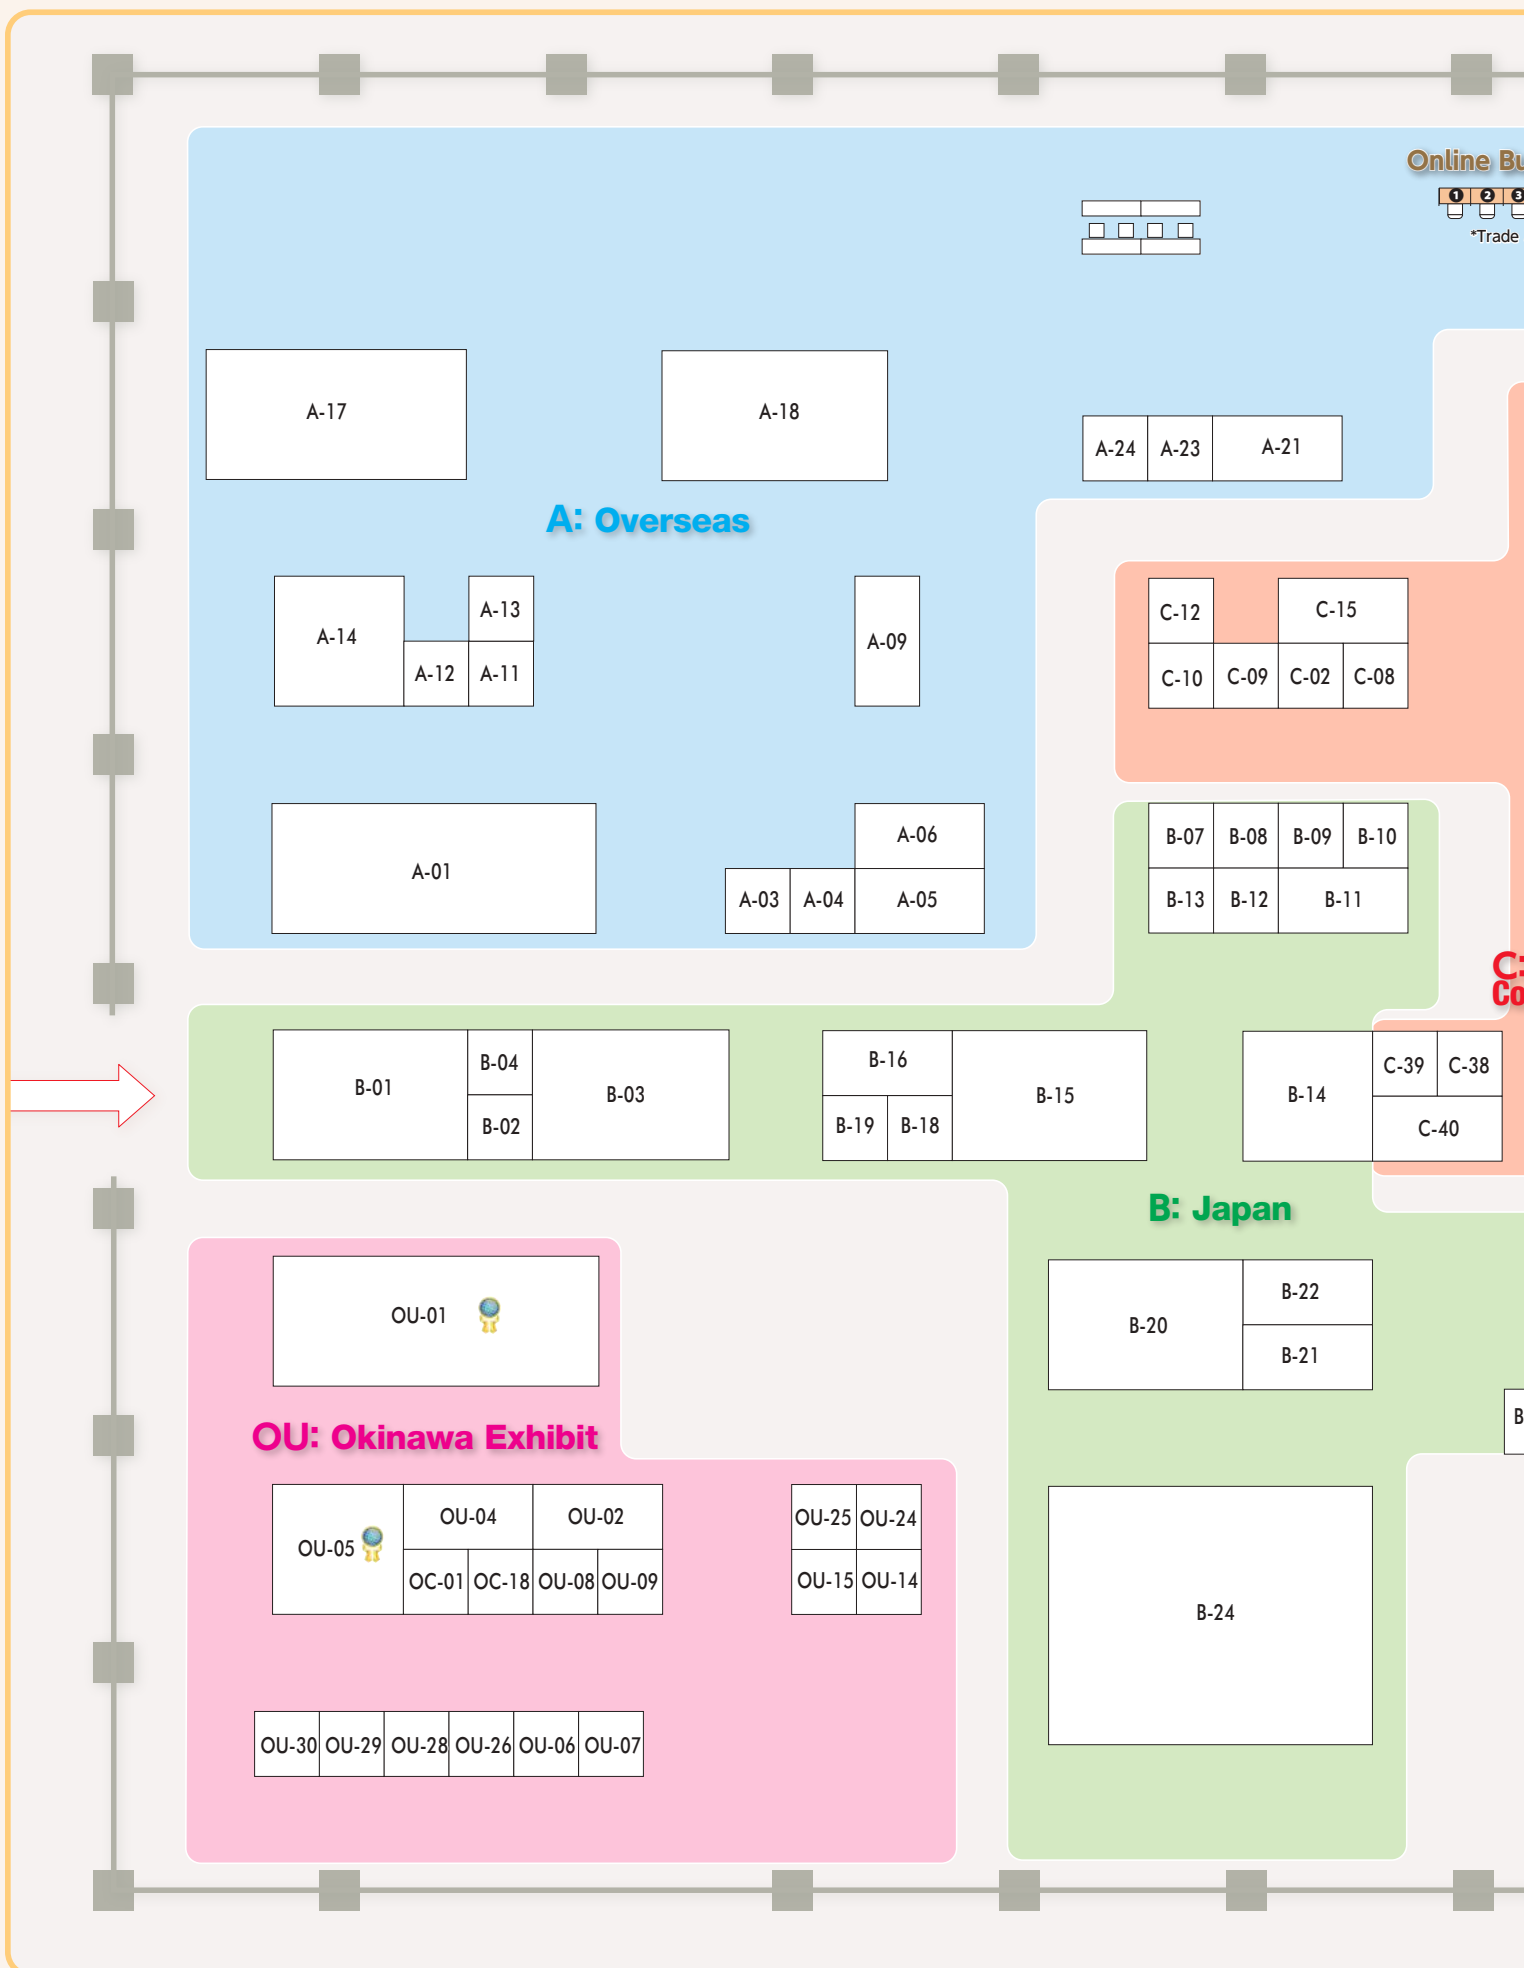 Online Bu
1 2 3
*Trade
A-17
A-18
A-24 A-23 A-21
A: Overseas
A-14
A-13
A-12 A-11
A-09
C-12 C-15
C-10 C-09 C-02 C-08
A-01
A-06
A-03 A-04 A-05
B-07 B-08 B-09 B-10
B-13 B-12 B-11
C:
Co
B-01
B-04
B-02
B-03
B-16
B-19 B-18
B-15
B-14
C-39 C-38
C-40
B: Japan
OU-01
B-20
B-22
B-21
B
OU: Okinawa Exhibit
OU-05
OU-04 OU-02
OC-01 OC-18 OU-08 OU-09
OU-25 OU-24
OU-15 OU-14
B-24
OU-30 OU-29 OU-28 OU-26 OU-06 OU-07